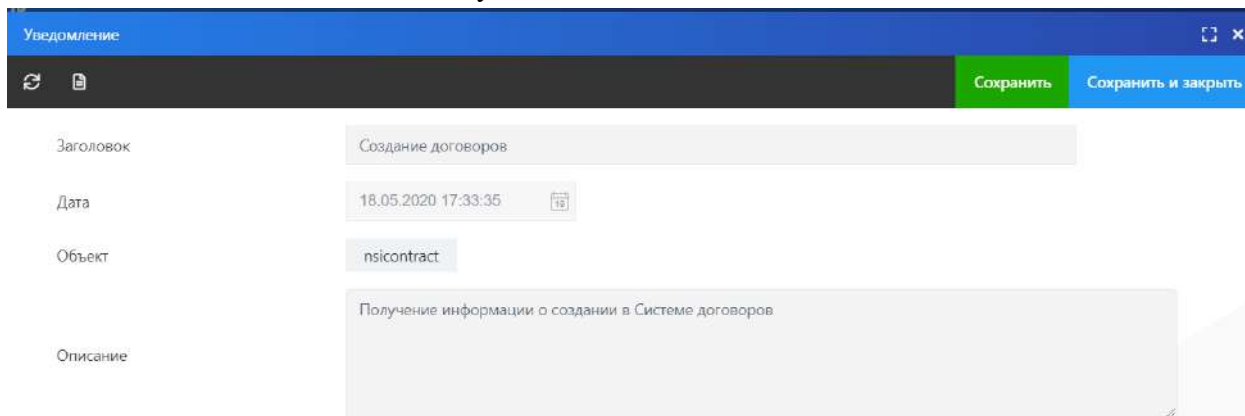 Уведомление
Сохранить Сохранить и закрыть
Заголовок Создание договоров
Дата 18.05.2020 17:33:35
Объект nsicontract
Получение информации о создании в Системе договоров
Описание